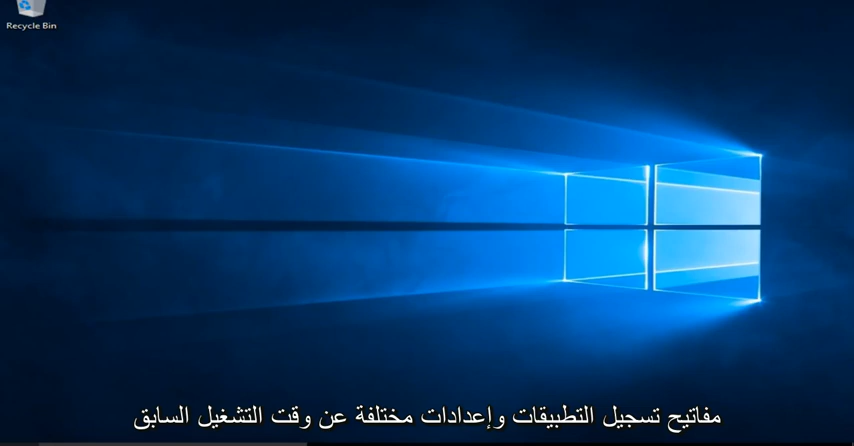 Recycle Bin
مفاتيح تسجيل التطبيقات وإعدادات مختلفة عن وقت التشغيل السابق